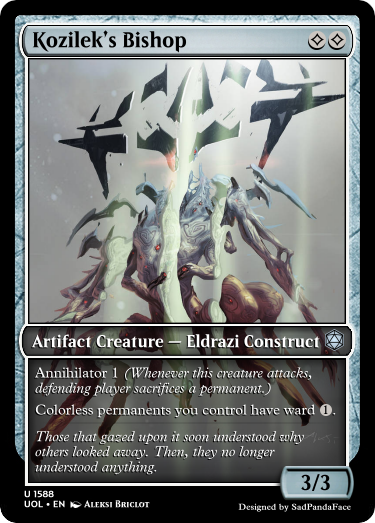 Kozilek's Bishop
Artifact Creature — Eldrazi Construct
Annihilator 1 (Whenever this creature attacks,
defending player sacrifices a permanent.)
Colorless permanents you control have ward 1.
Those that gazed upon it soon understood why
others looked away. Then, they no longer
understood anything.
3/3
U 1588
UOL • EN Aleksi Briclot
Designed by SadPandaFace